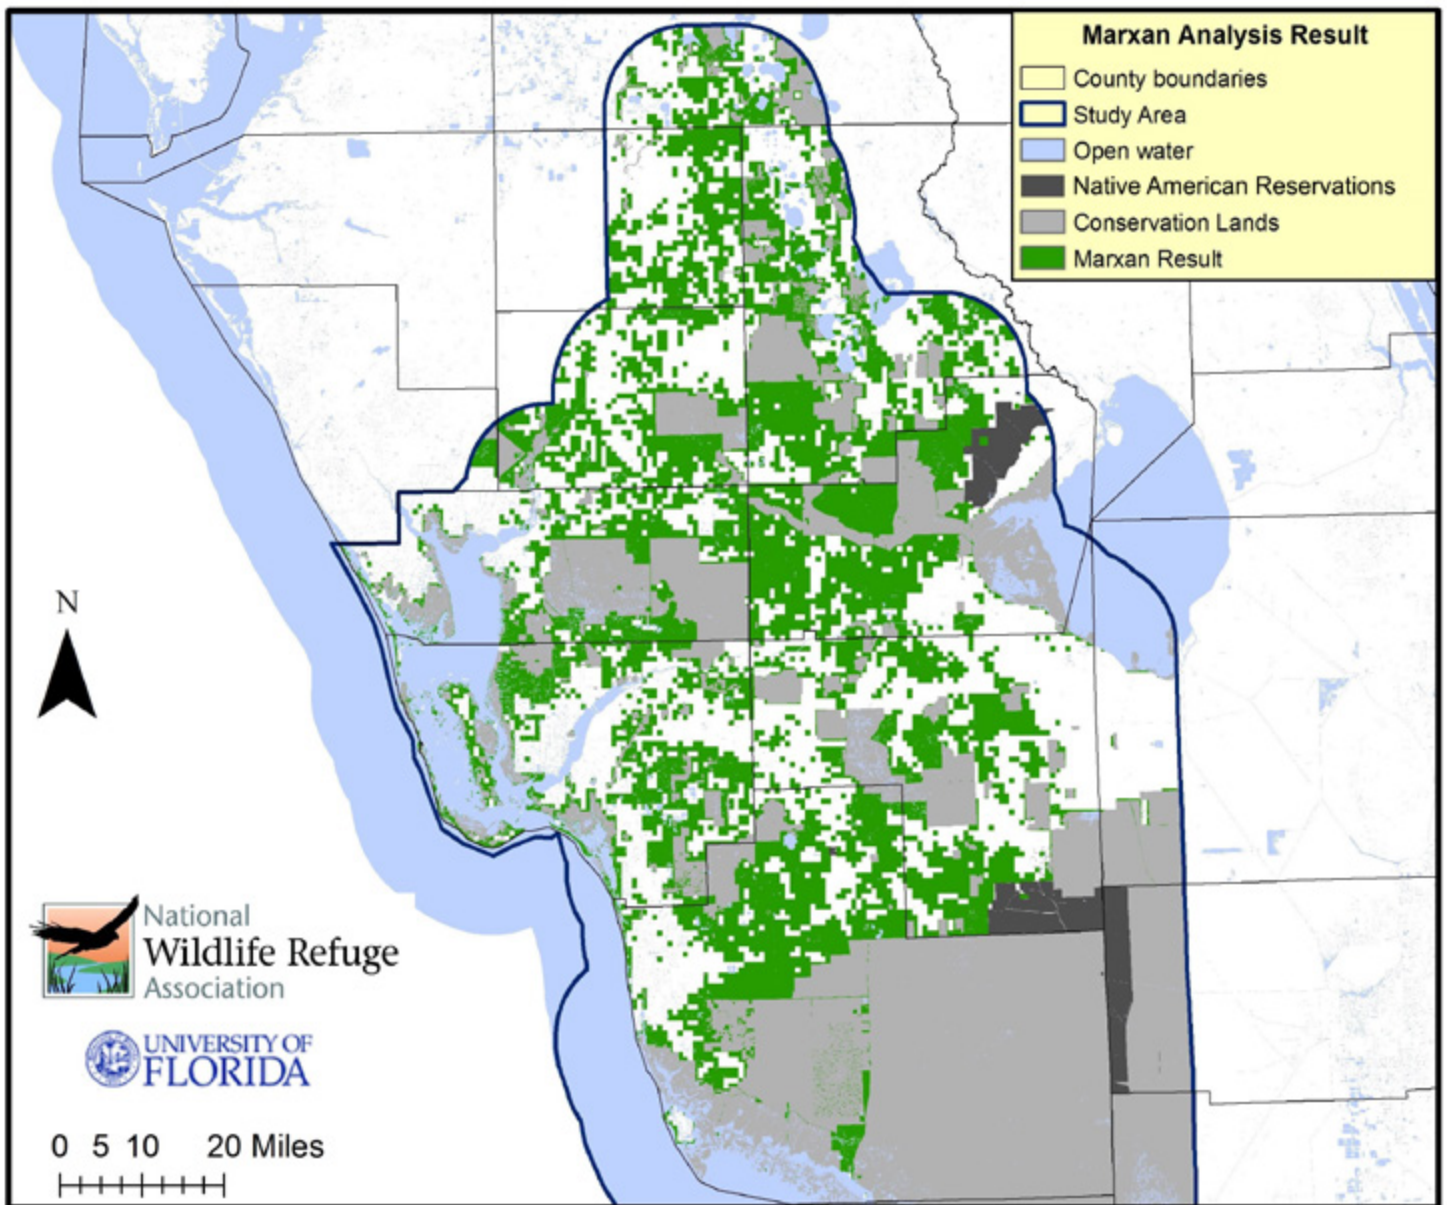 Marxan Analysis Result
County boundaries
Study Area
Open water
Native American Reservations
Conservation Lands
Marxan Result
N
National
Wildlife Refuge
Association
UNIVERSITY OF
FLORIDA
0 5 10 20 Miles